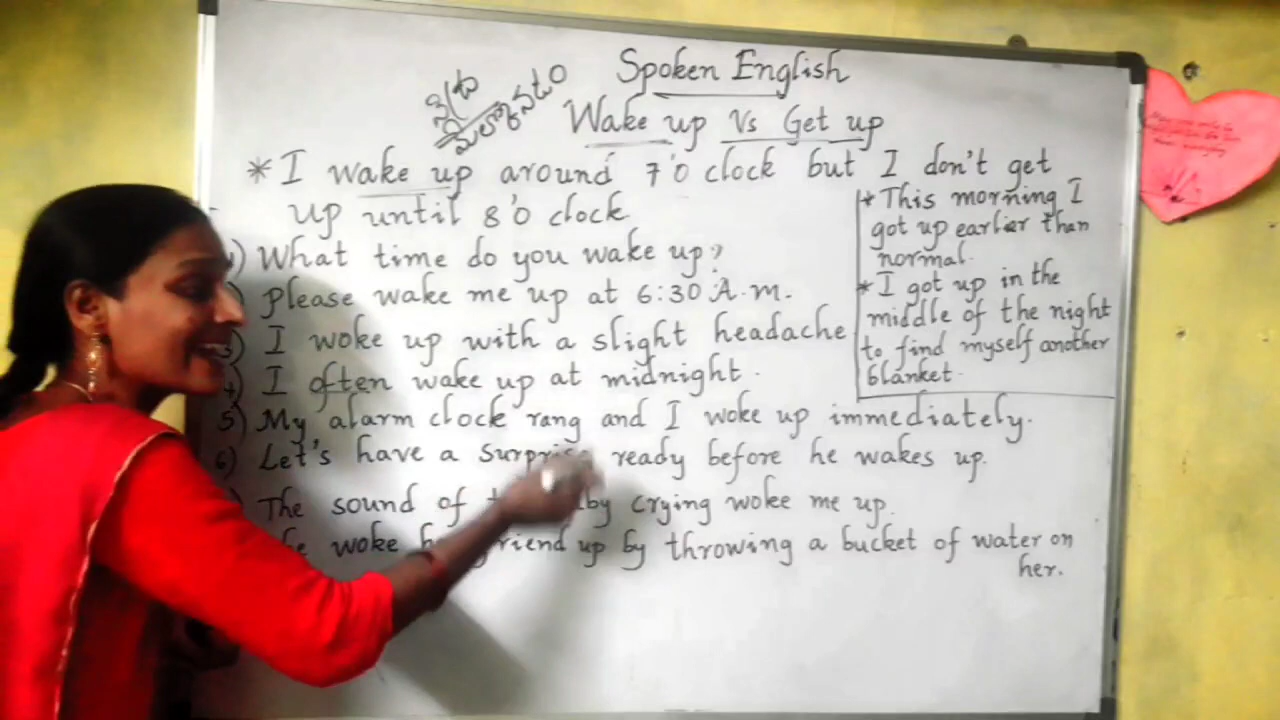 Spoken English
Wake up Vs Get up
* I wake up around 7'0 clock but I don't get
up until 8'0 clock
What time do you wake up?
Please wake me up at 6:30 A.M.
3) I woke up with a slight headache
4) I often wake up at midnight.
5) My alarm clock rang and I woke up immediately.
6) Let's have a surprise ready before he wakes up.
The sound of crying woke me up.
woke friend up by throwing a bucket of water on
her.
* This morning I
got up earlier than
normal.
* I got up in the
middle of the night
to find myself another
blanket.